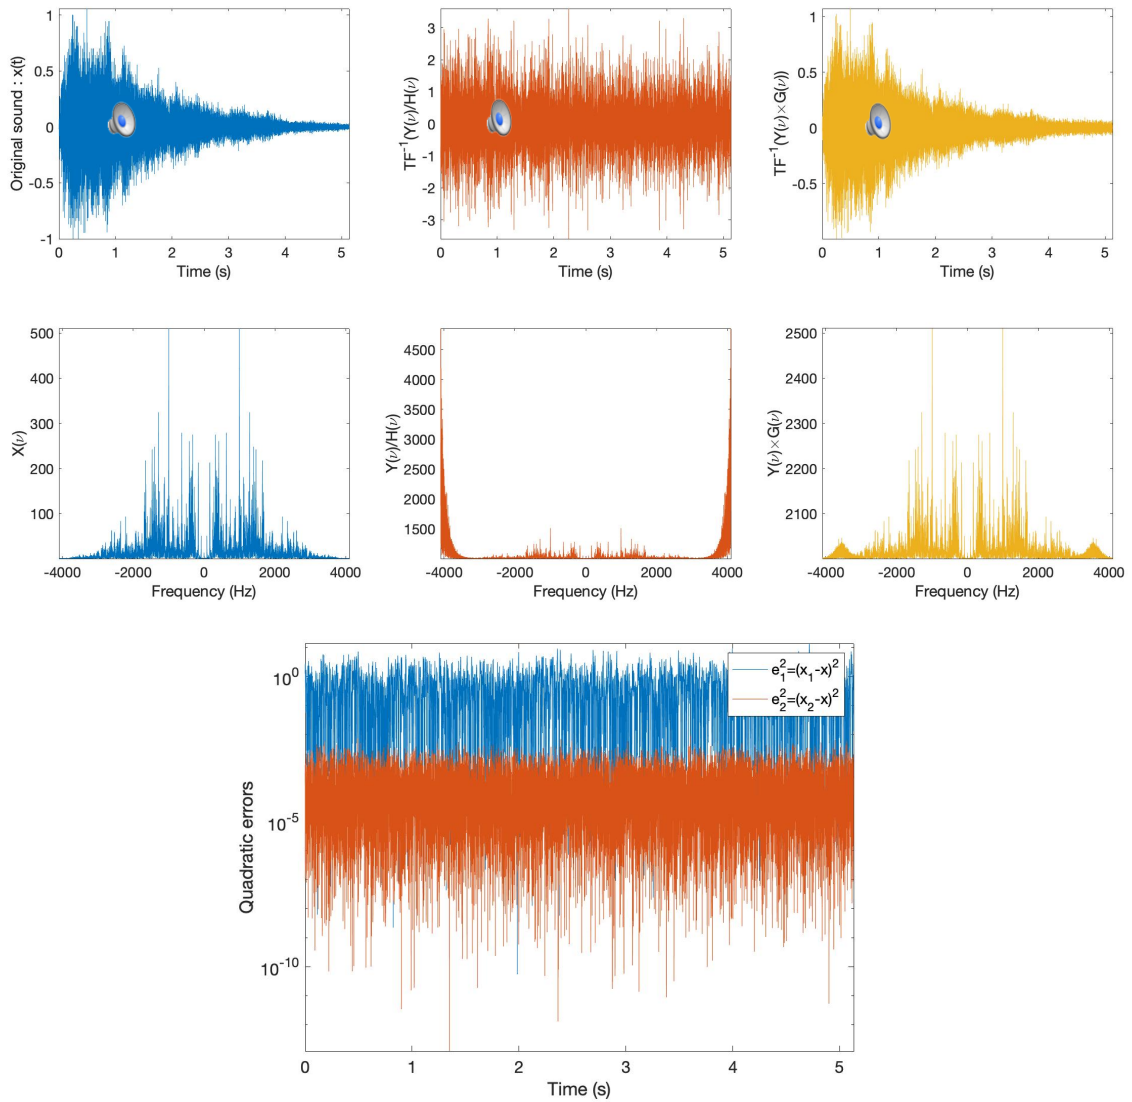 Original sound : x(t)
1
0.5
0
-0.5
-1
0 1 2 3 4 5
Time (s)
TF⁻¹(Y(ν)/H(ν)
3
2
1
0
-1
-2
-3
0 1 2 3 4 5
Time (s)
TF⁻¹(Y(ν)×G(ν))
1
0.5
0
-0.5
0 1 2 3 4 5
Time (s)
X(ν)
500
400
300
200
100
-4000 -2000 0 2000 4000
Frequency (Hz)
Y(ν)/H(ν)
4500
4000
3500
3000
2500
2000
1500
-4000 -2000 0 2000 4000
Frequency (Hz)
Y(ν)×G(ν)
2500
2400
2300
2200
2100
-4000 -2000 0 2000 4000
Frequency (Hz)
Quadratic errors
10⁰
10⁻⁵
10⁻¹⁰
e₁²=(x₁-x)²
e₂²=(x₂-x)²
0 1 2 3 4 5
Time (s)